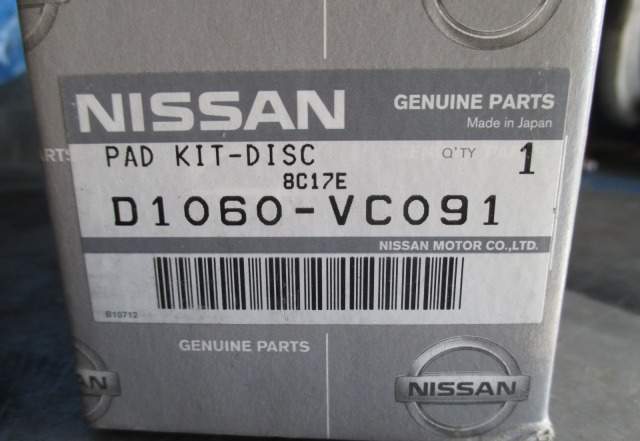 NISSAN
GENUINE PARTS
Made in Japan
PAD KIT-DISC
Q'TY 1
8C17E
D1060-VC091
NISSAN MOTOR CO.,LTD.
GENUINE PARTS
NISSAN